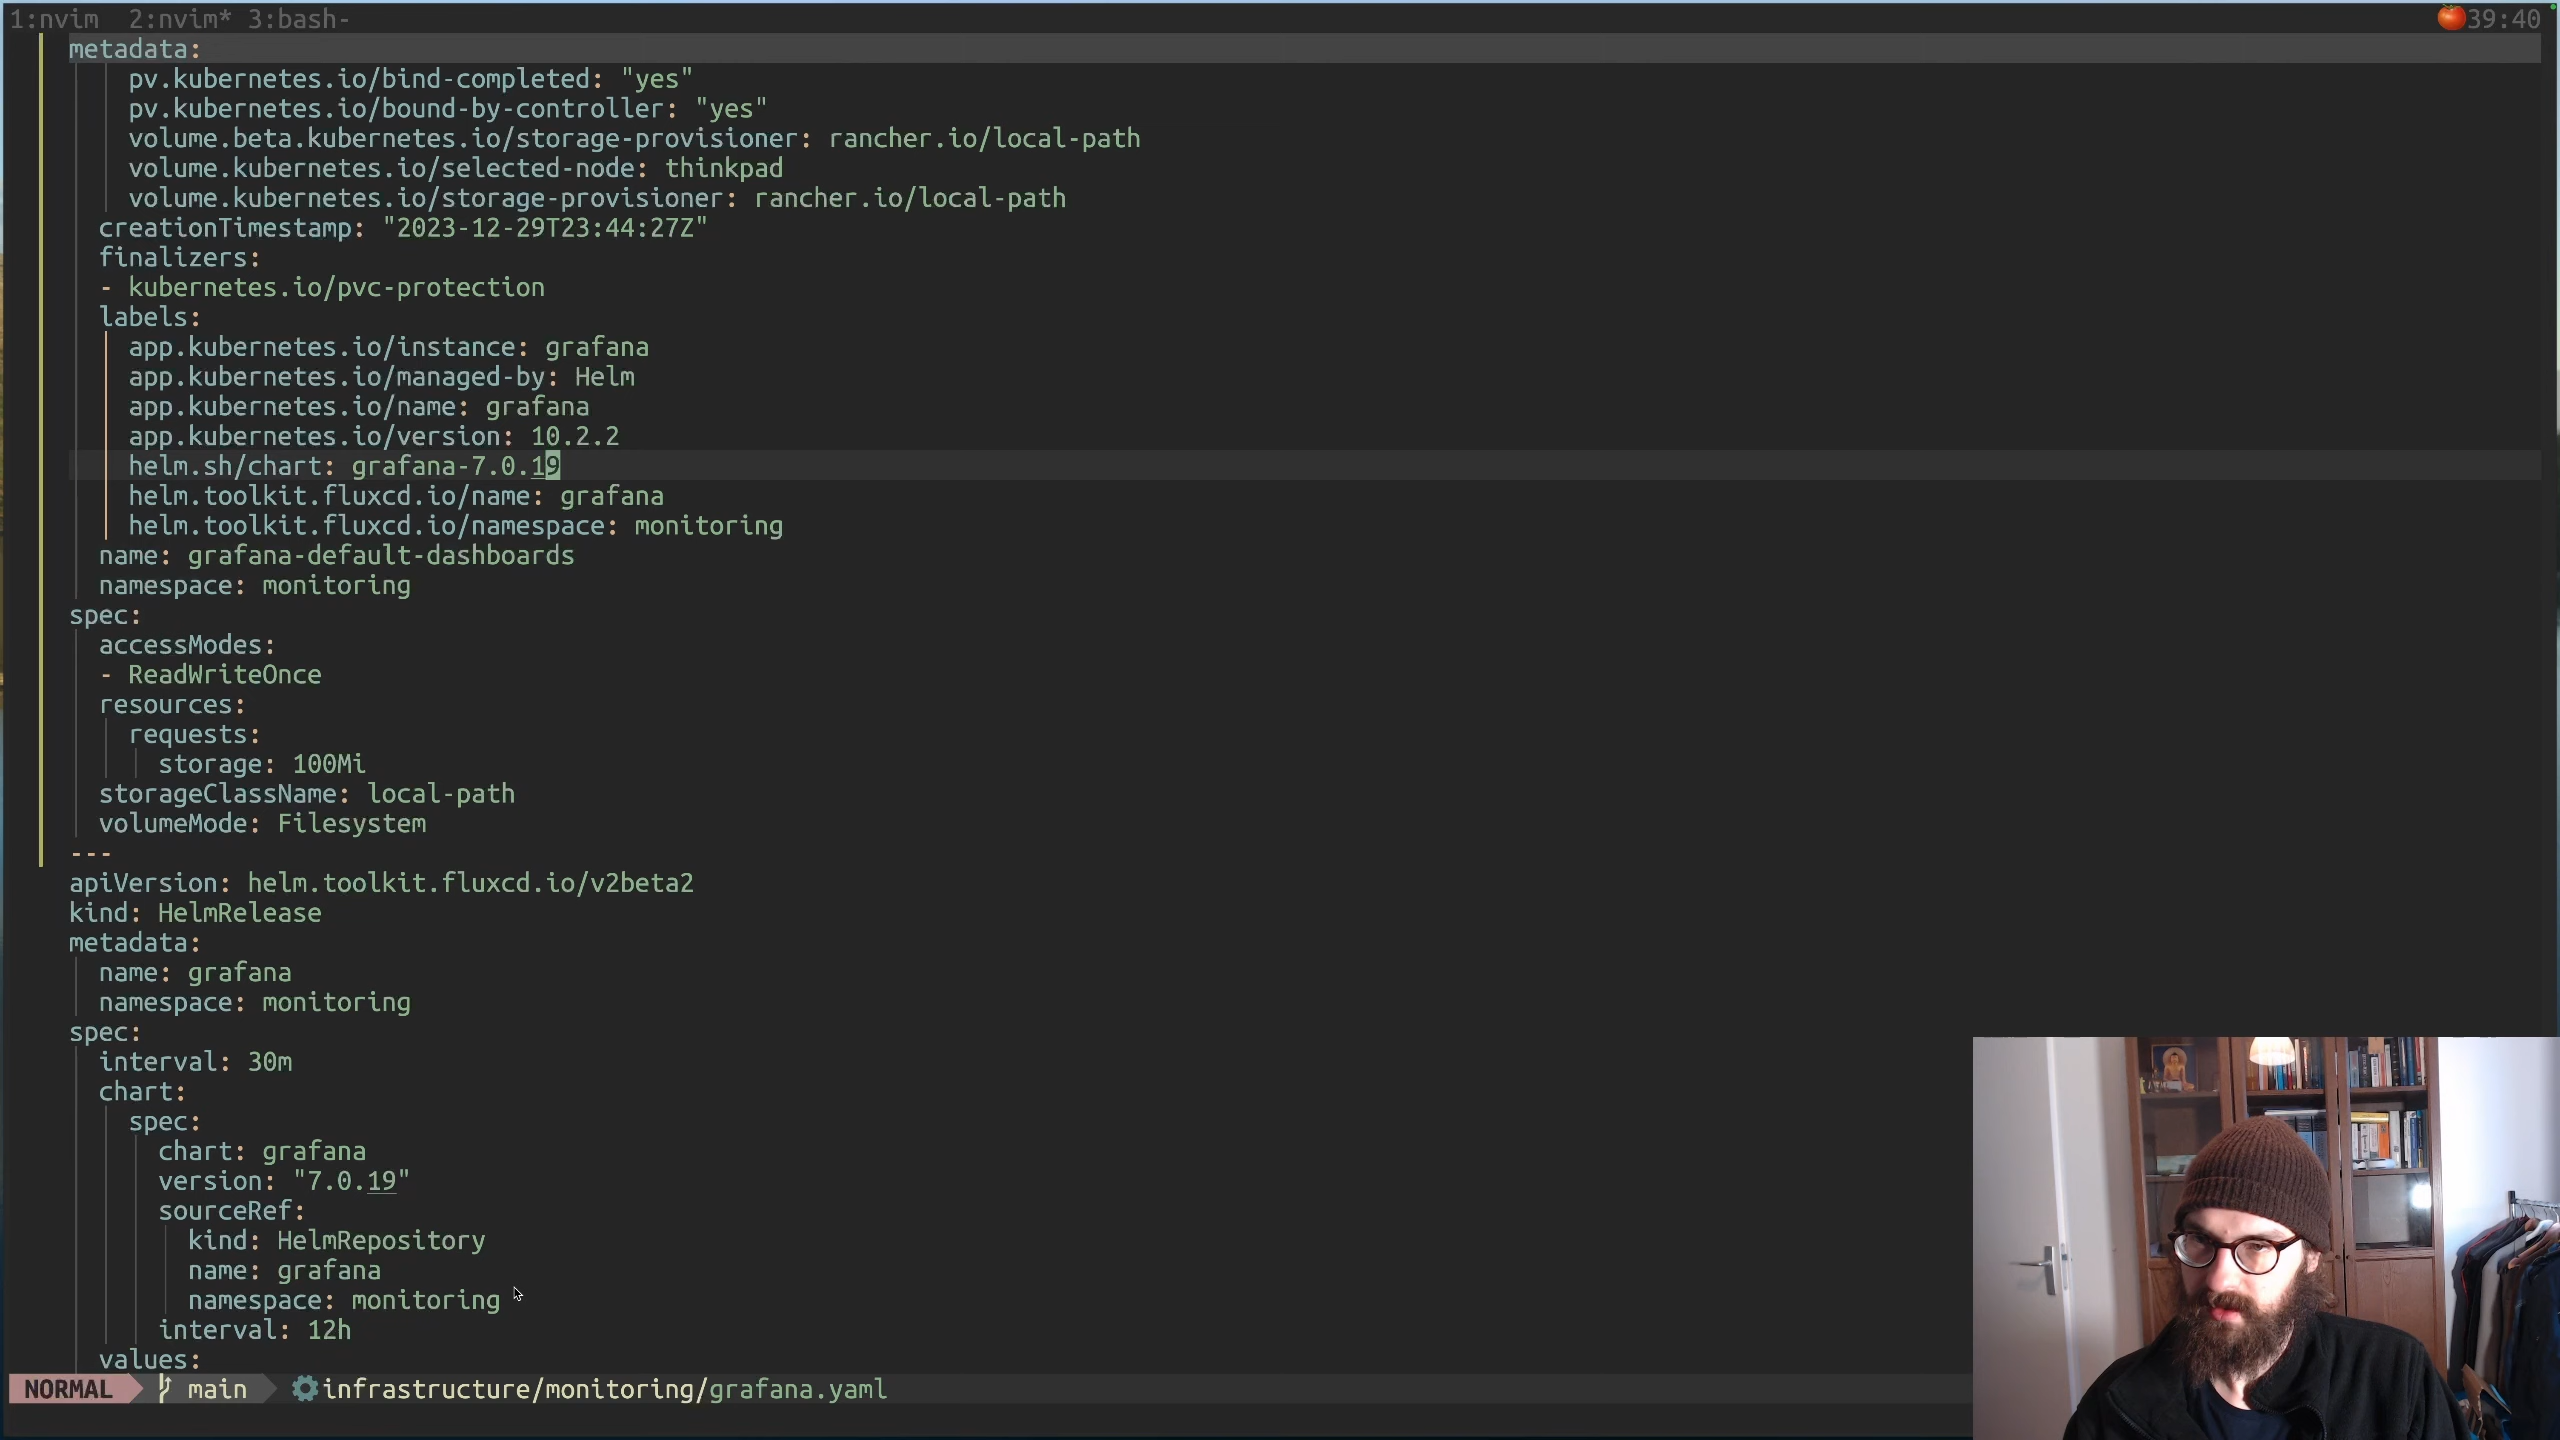 1:nvim  2:nvim* 3:bash-
39:40
metadata:
    pv.kubernetes.io/bind-completed: "yes"
    pv.kubernetes.io/bound-by-controller: "yes"
    volume.beta.kubernetes.io/storage-provisioner: rancher.io/local-path
    volume.kubernetes.io/selected-node: thinkpad
    volume.kubernetes.io/storage-provisioner: rancher.io/local-path
  creationTimestamp: "2023-12-29T23:44:27Z"
  finalizers:
  - kubernetes.io/pvc-protection
  labels:
    app.kubernetes.io/instance: grafana
    app.kubernetes.io/managed-by: Helm
    app.kubernetes.io/name: grafana
    app.kubernetes.io/version: 10.2.2
    helm.sh/chart: grafana-7.0.19
    helm.toolkit.fluxcd.io/name: grafana
    helm.toolkit.fluxcd.io/namespace: monitoring
  name: grafana-default-dashboards
  namespace: monitoring
spec:
  accessModes:
  - ReadWriteOnce
  resources:
    requests:
      storage: 100Mi
  storageClassName: local-path
  volumeMode: Filesystem
---
apiVersion: helm.toolkit.fluxcd.io/v2beta2
kind: HelmRelease
metadata:
  name: grafana
  namespace: monitoring
spec:
  interval: 30m
  chart:
    spec:
      chart: grafana
      version: "7.0.19"
      sourceRef:
        kind: HelmRepository
        name: grafana
        namespace: monitoring
      interval: 12h
  values:
NORMAL main infrastructure/monitoring/grafana.yaml